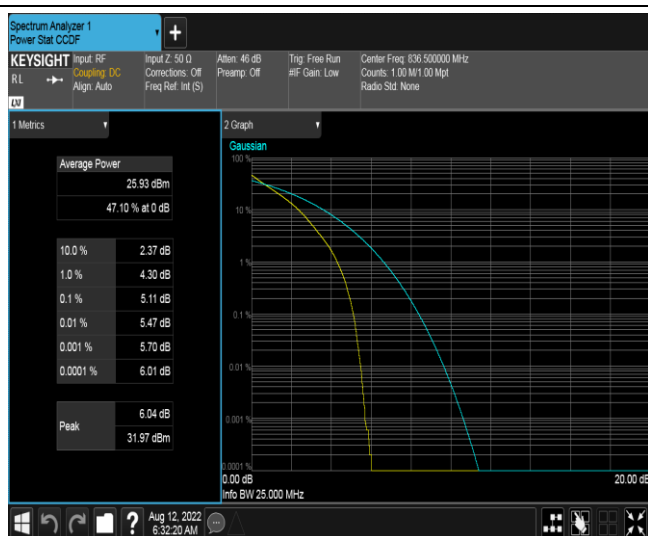 Spectrum Analyzer 1
Power Stat CCDF
+
KEYSIGHT
RL
LXI
Input: RF
Coupling: DC
Align: Auto
Input Z: 50 Ω
Corrections: Off
Freq Ref: Int (S)
Atten: 46 dB
Preamp: Off
Trig: Free Run
#IF Gain: Low
Center Freq: 836.500000 MHz
Counts: 1.00 M/1.00 Mpt
Radio Std: None
1 Metrics
Average Power
25.93 dBm
47.10 % at 0 dB
10.0 % 2.37 dB
1.0 % 4.30 dB
0.1 % 5.11 dB
0.01 % 5.47 dB
0.001 % 5.70 dB
0.0001 % 6.01 dB
Peak
6.04 dB
31.97 dBm
2 Graph
Gaussian
100 %
10 %
1 %
0.1 %
0.01 %
0.001 %
0.0001 %
0.00 dB 20.00 dB
Info BW 25.000 MHz
?
Aug 12, 2022
6:32:20 AM